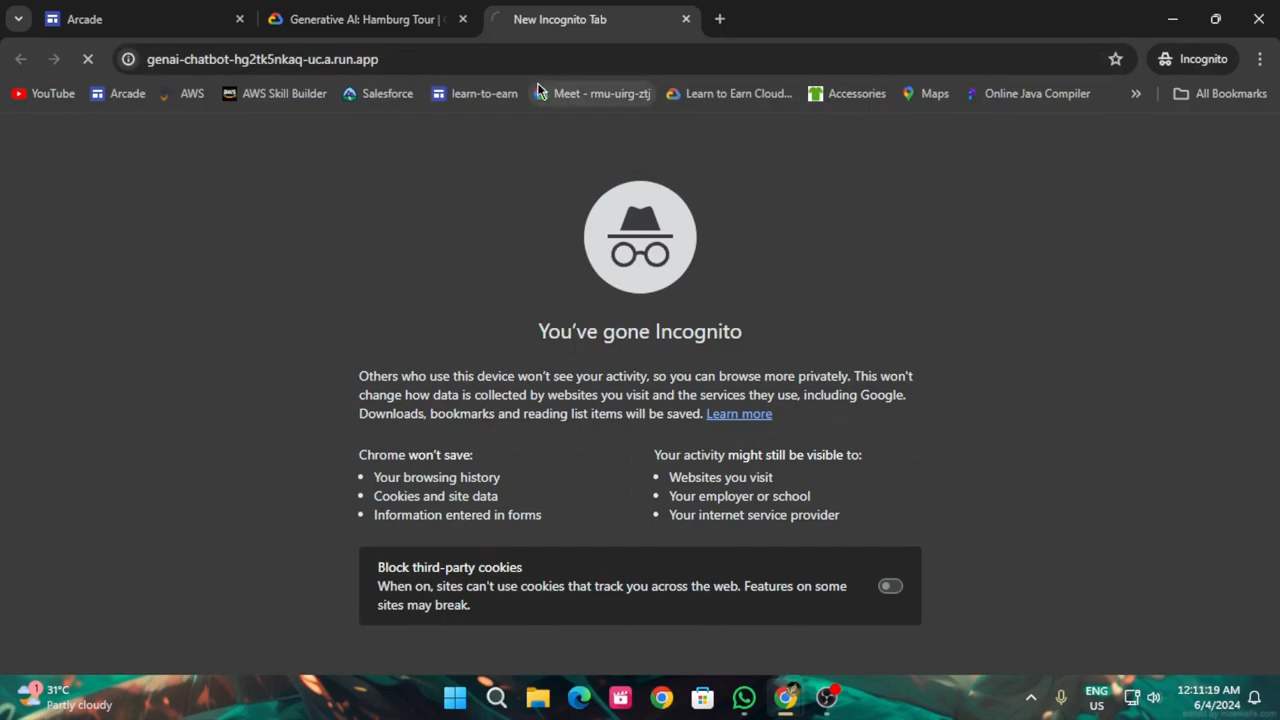 Arcade
Generative AI: Hamburg Tour |
New Incognito Tab
genai-chatbot-hg2tk5nkaq-uc.a.run.app
Incognito
YouTube
Arcade
AWS
AWS Skill Builder
Salesforce
learn-to-earn
Meet - rmu-uirg-ztj
Learn to Earn Cloud...
Accessories
Maps
Online Java Compiler
All Bookmarks
You've gone Incognito
Others who use this device won't see your activity, so you can browse more privately. This won't
change how data is collected by websites you visit and the services they use, including Google.
Downloads, bookmarks and reading list items will be saved. Learn more
Chrome won't save:
• Your browsing history
• Cookies and site data
• Information entered in forms
Your activity might still be visible to:
• Websites you visit
• Your employer or school
• Your internet service provider
Block third-party cookies
When on, sites can't use cookies that track you across the web. Features on some
sites may break.
1
31°C
Partly cloudy
ENG
US
12:11:19 AM
6/4/2024